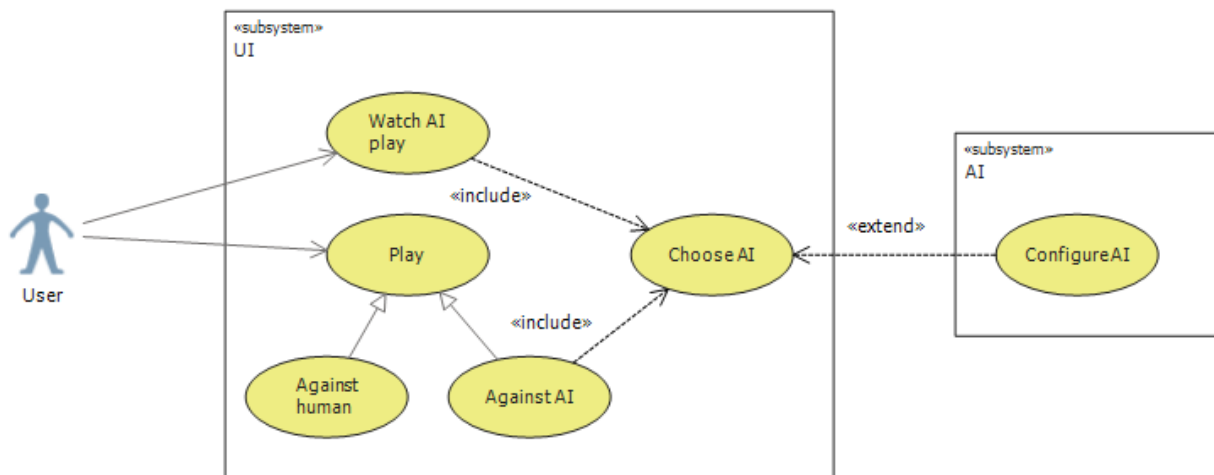 «subsystem»
UI
Watch AI
play
«include»
«subsystem»
AI
User
Play
Choose AI
«extend»
ConfigureAI
«include»
Against
human
Against AI